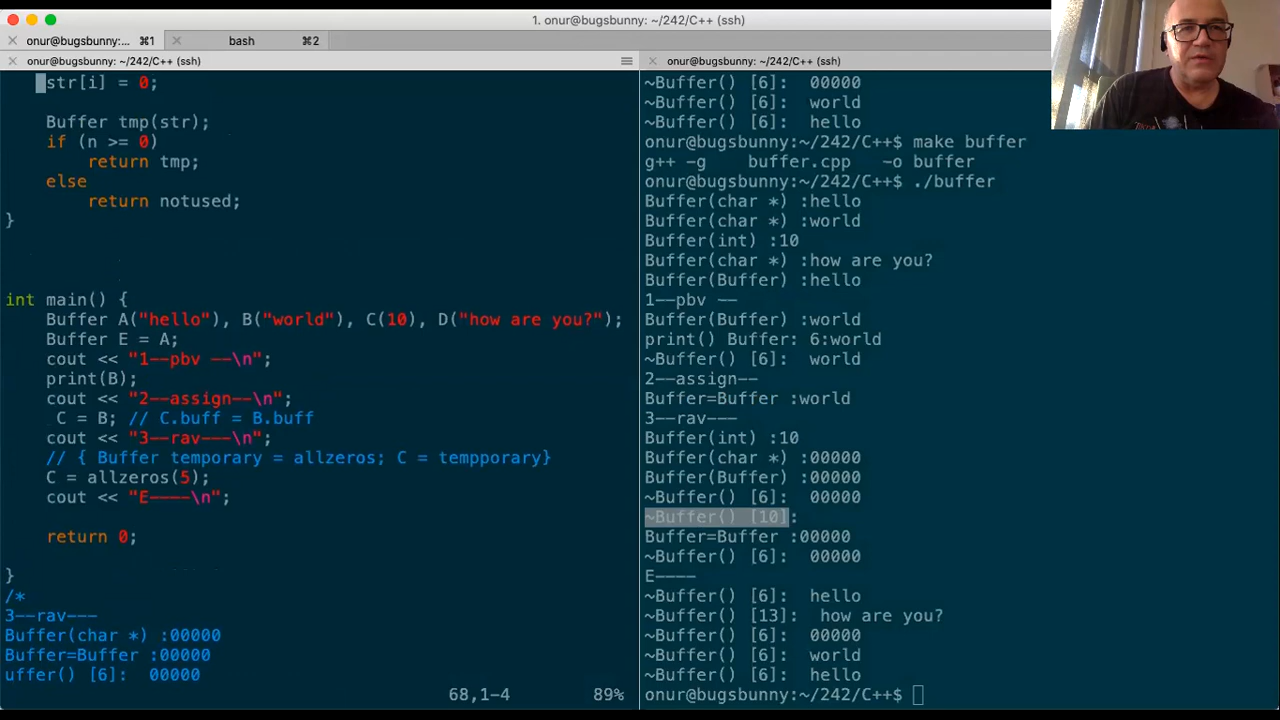 1. onur@bugsbunny: ~/242/C++ (ssh)
onur@bugsbunny:... ⌘1
bash ⌘2
onur@bugsbunny: ~/242/C++ (ssh)
str[i] = 0;
Buffer tmp(str);
if (n >= 0)
return tmp;
else
return notused;
}
int main() {
Buffer A("hello"), B("world"), C(10), D("how are you?");
Buffer E = A;
cout << "1--pbv --\n";
print(B);
cout << "2--assign--\n";
C = B; // C.buff = B.buff
cout << "3--rav---\n";
// { Buffer temporary = allzeros; C = tempporary}
C = allzeros(5);
cout << "E----\n";
return 0;
}
/*
3--rav---
Buffer(char *) :00000
Buffer=Buffer :00000
uffer() [6]:  00000
68,1-4 89%
onur@bugsbunny: ~/242/C++ (ssh)
~Buffer() [6]:  00000
~Buffer() [6]:  world
~Buffer() [6]:  hello
onur@bugsbunny:~/242/C++$ make buffer
g++ -g    buffer.cpp   -o buffer
onur@bugsbunny:~/242/C++$ ./buffer
Buffer(char *) :hello
Buffer(char *) :world
Buffer(int) :10
Buffer(char *) :how are you?
Buffer(Buffer) :hello
1--pbv --
Buffer(Buffer) :world
print() Buffer: 6:world
~Buffer() [6]:  world
2--assign--
Buffer=Buffer :world
3--rav---
Buffer(int) :10
Buffer(char *) :00000
Buffer(Buffer) :00000
~Buffer() [6]:  00000
~Buffer() [10]:
Buffer=Buffer :00000
~Buffer() [6]:  00000
E----
~Buffer() [6]:  hello
~Buffer() [13]:  how are you?
~Buffer() [6]:  00000
~Buffer() [6]:  world
~Buffer() [6]:  hello
onur@bugsbunny:~/242/C++$